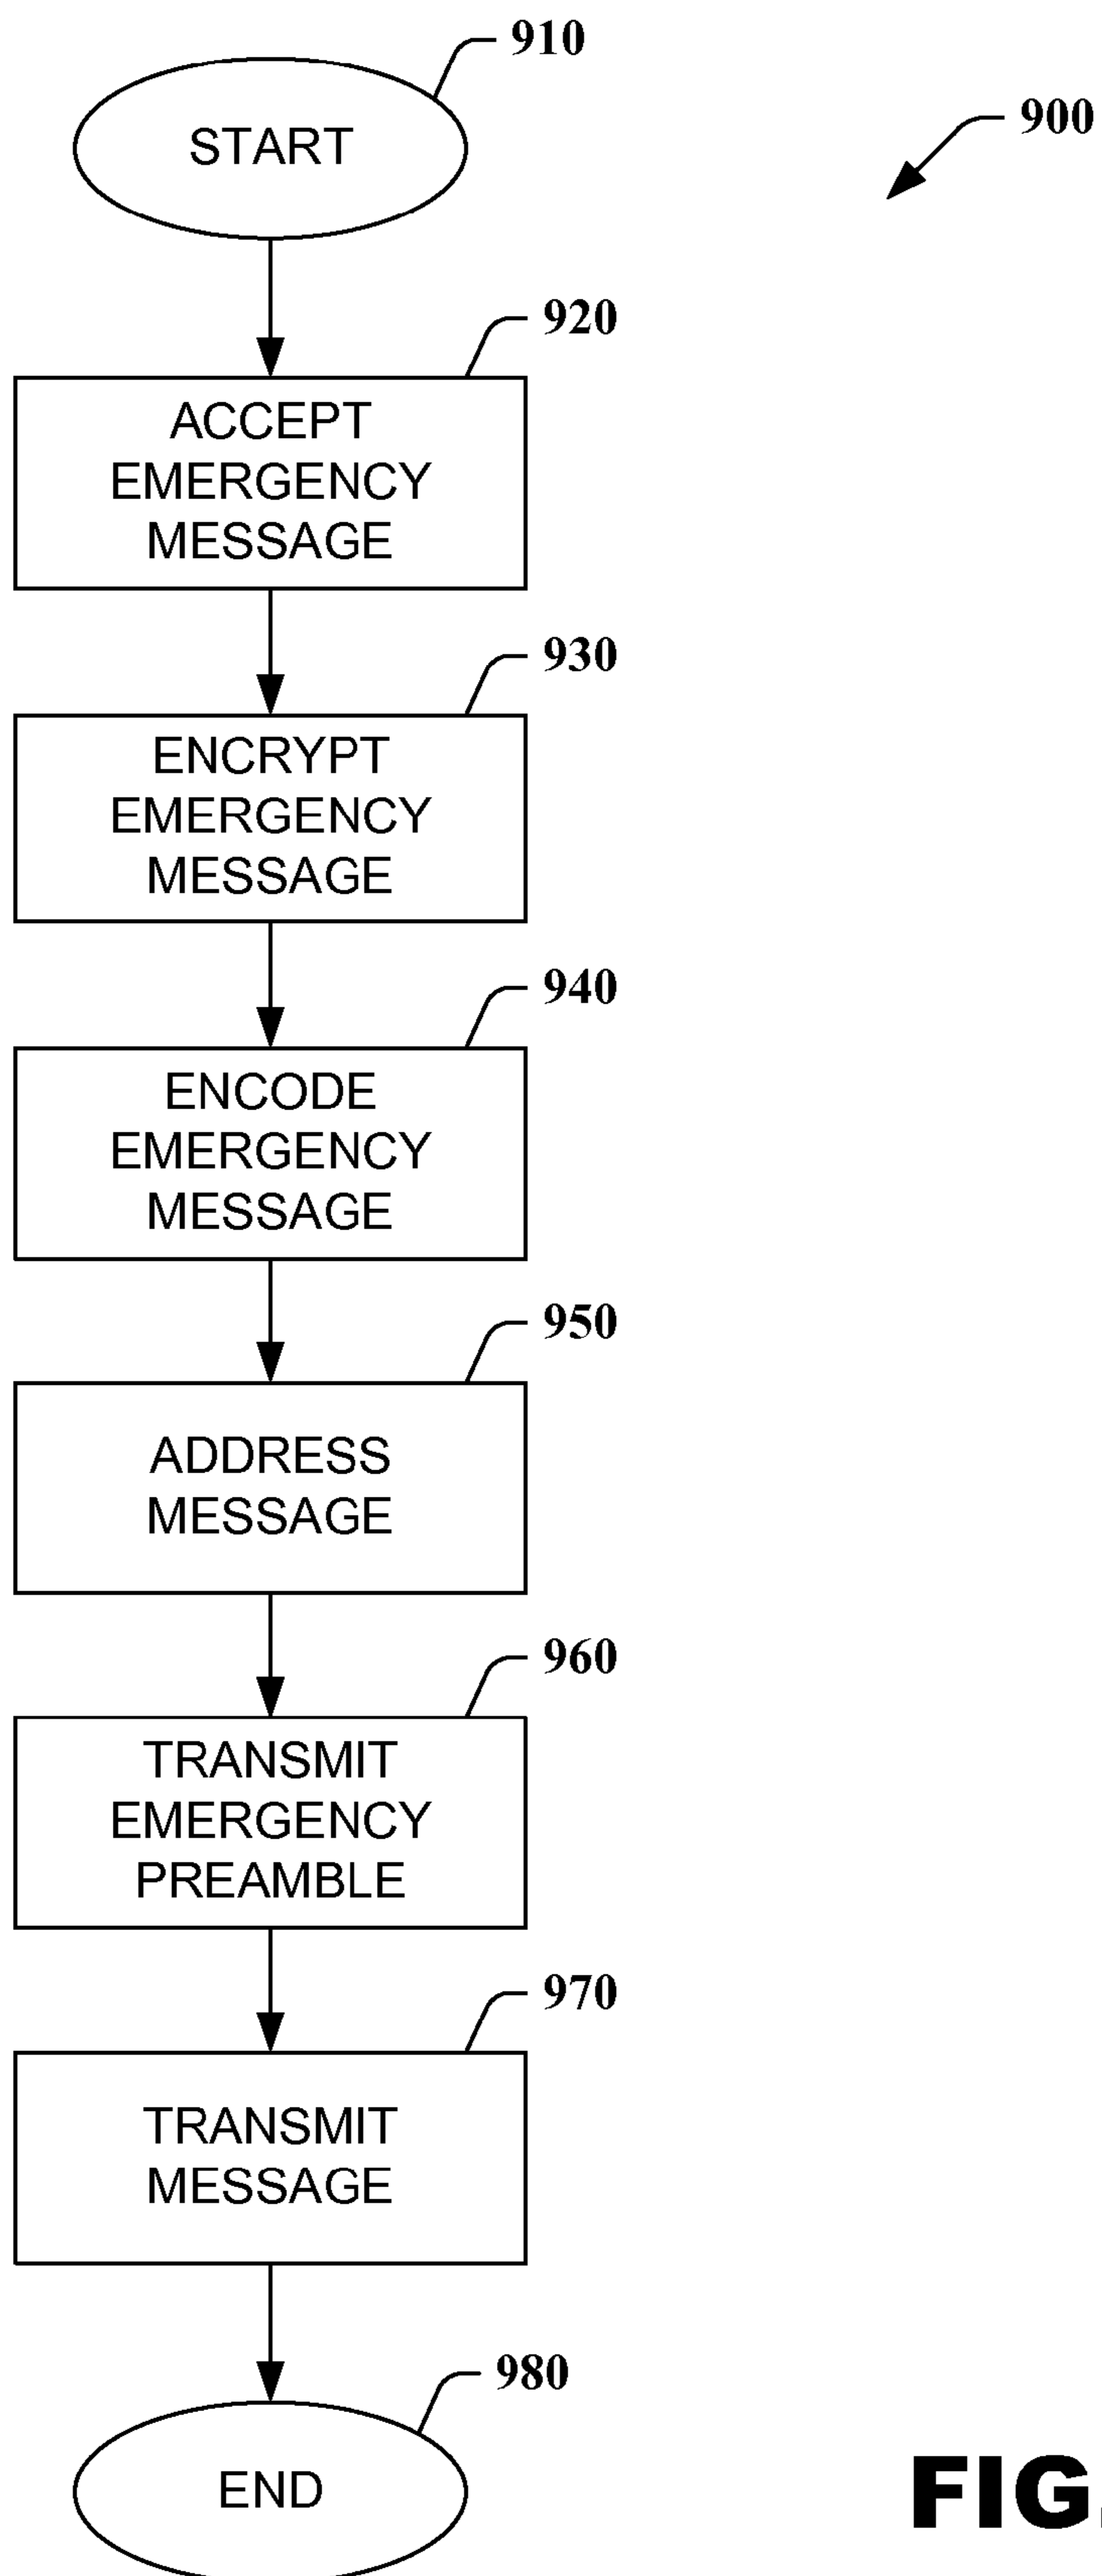 910
START
900
920
ACCEPT
EMERGENCY
MESSAGE
930
ENCRYPT
EMERGENCY
MESSAGE
940
ENCODE
EMERGENCY
MESSAGE
950
ADDRESS
MESSAGE
960
TRANSMIT
EMERGENCY
PREAMBLE
970
TRANSMIT
MESSAGE
980
END
FIG.